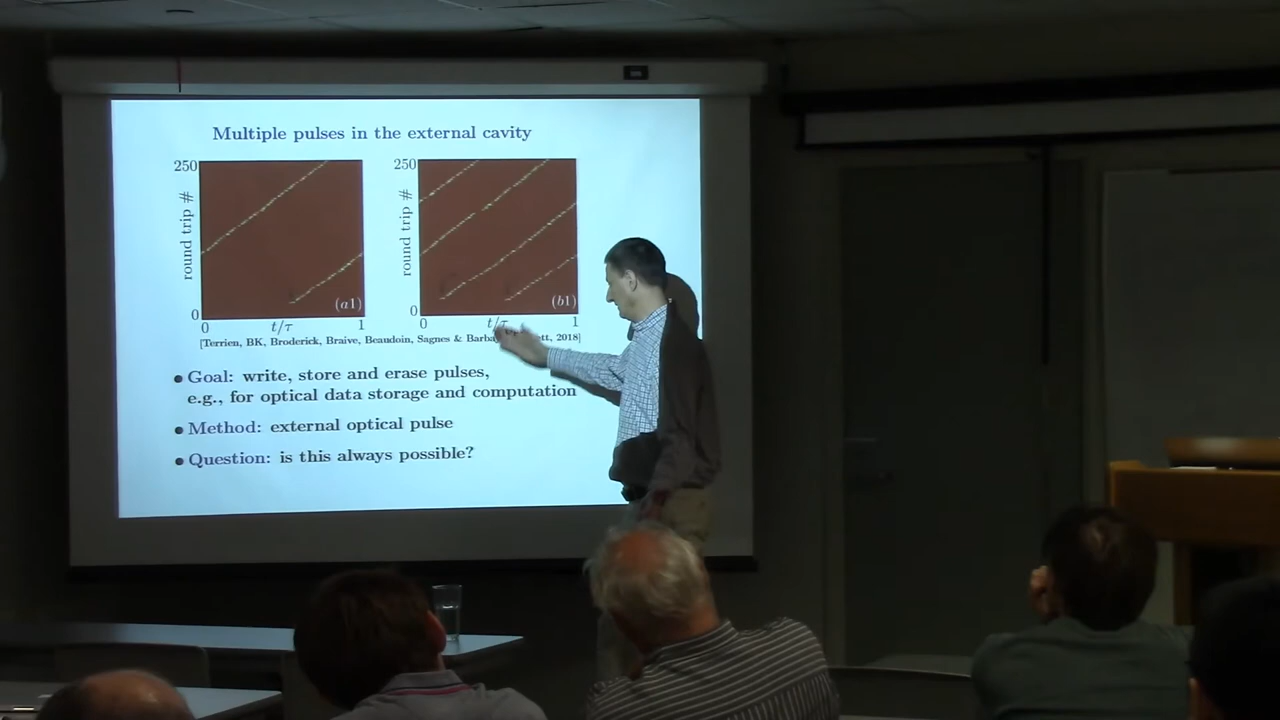 Multiple pulses in the external cavity
250
round trip #
0
(a1)
0 t/τ 1
250
round trip #
0
(b1)
0 t/τ 1
[Terrien, BK, Broderick, Braive, Beaudoin, Sagnes & 2018]
● Goal: write, store and erase pulses,
e.g., for optical data storage and computation
● Method: external optical pulse
● Question: is this always possible?